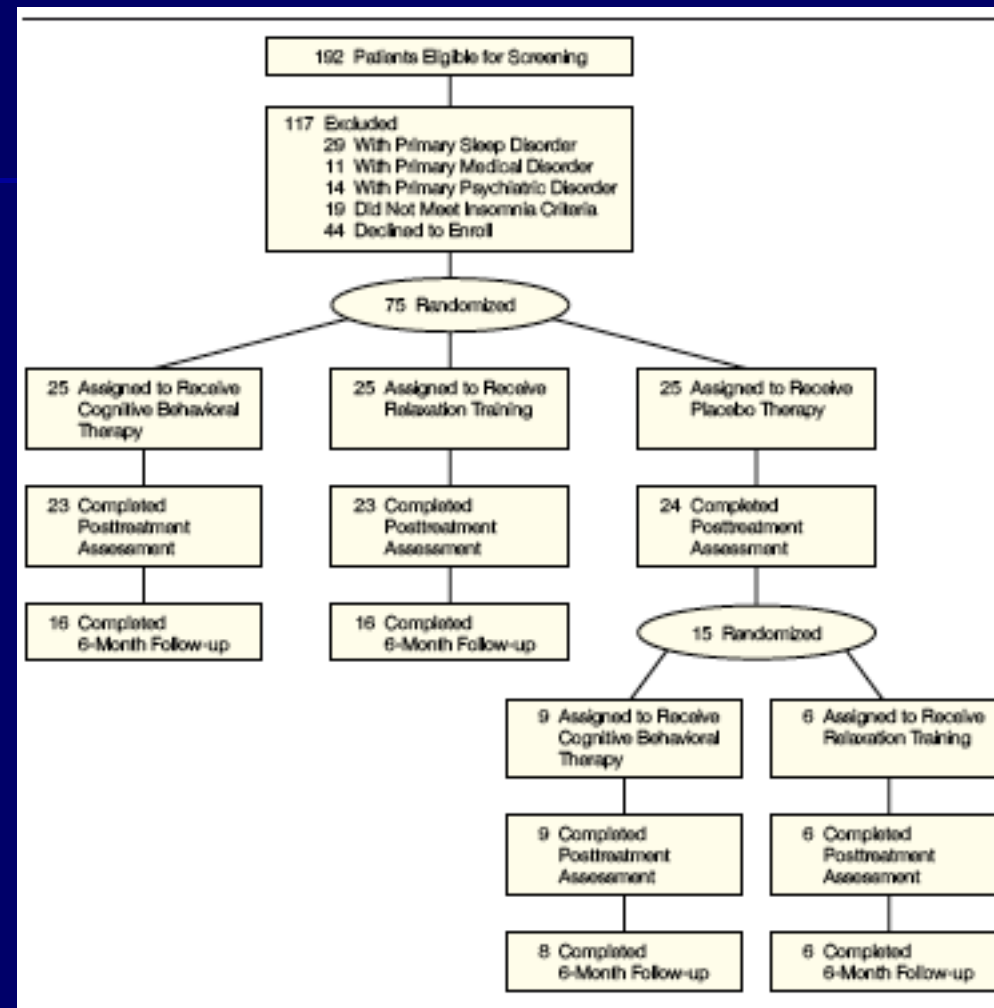 192 Patients Eligible for Screening
117 Excluded
29 With Primary Sleep Disorder
11 With Primary Medical Disorder
14 With Primary Psychiatric Disorder
19 Did Not Meet Insomnia Criteria
44 Declined to Enroll
75 Randomized
25 Assigned to Receive
Cognitive Behavioral
Therapy
25 Assigned to Receive
Relaxation Training
25 Assigned to Receive
Placebo Therapy
23 Completed
Posttreatment
Assessment
23 Completed
Posttreatment
Assessment
24 Completed
Posttreatment
Assessment
16 Completed
6-Month Follow-up
16 Completed
6-Month Follow-up
15 Randomized
9 Assigned to Receive
Cognitive Behavioral
Therapy
6 Assigned to Receive
Relaxation Training
9 Completed
Posttreatment
Assessment
6 Completed
Posttreatment
Assessment
8 Completed
6-Month Follow-up
6 Completed
6-Month Follow-up